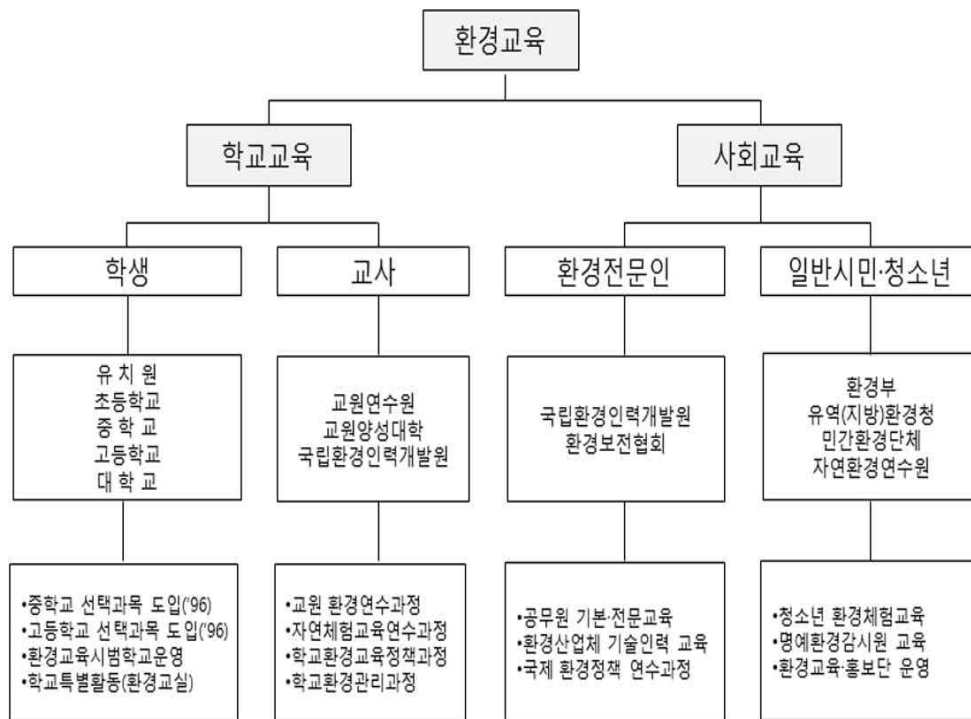 환경교육
학교교육
사회교육
학생
교사
환경전문인
일반시민·청소년
유 치 원
초등학교
중 학 교
고등학교
대 학 교
교원연수원
교원양성대학
국립환경인력개발원
국립환경인력개발원
환경보전협회
환경부
유역(지방)환경청
민간환경단체
자연환경연수원
•중학교 선택과목 도입('96)
•고등학교 선택과목 도입('96)
•환경교육시범학교운영
•학교특별활동(환경교실)
•교원 환경연수과정
•자연체험교육연수과정
•학교환경교육정책과정
•학교환경관리과정
•공무원 기본·전문교육
•환경산업체 기술인력 교육
•국제 환경정책 연수과정
•청소년 환경체험교육
•명예환경감시원 교육
•환경교육·홍보단 운영